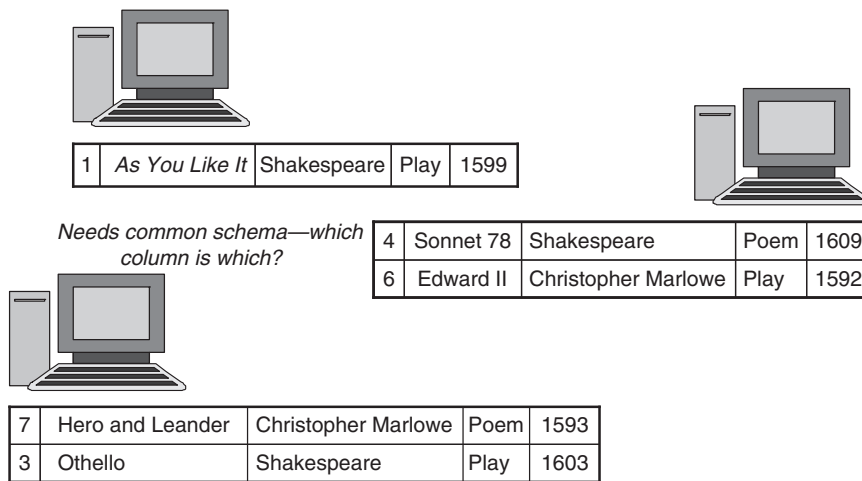 1 As You Like It Shakespeare Play 1599
Needs common schema—which
column is which?
4 Sonnet 78 Shakespeare Poem 1609
6 Edward II Christopher Marlowe Play 1592
7 Hero and Leander Christopher Marlowe Poem 1593
3 Othello Shakespeare Play 1603